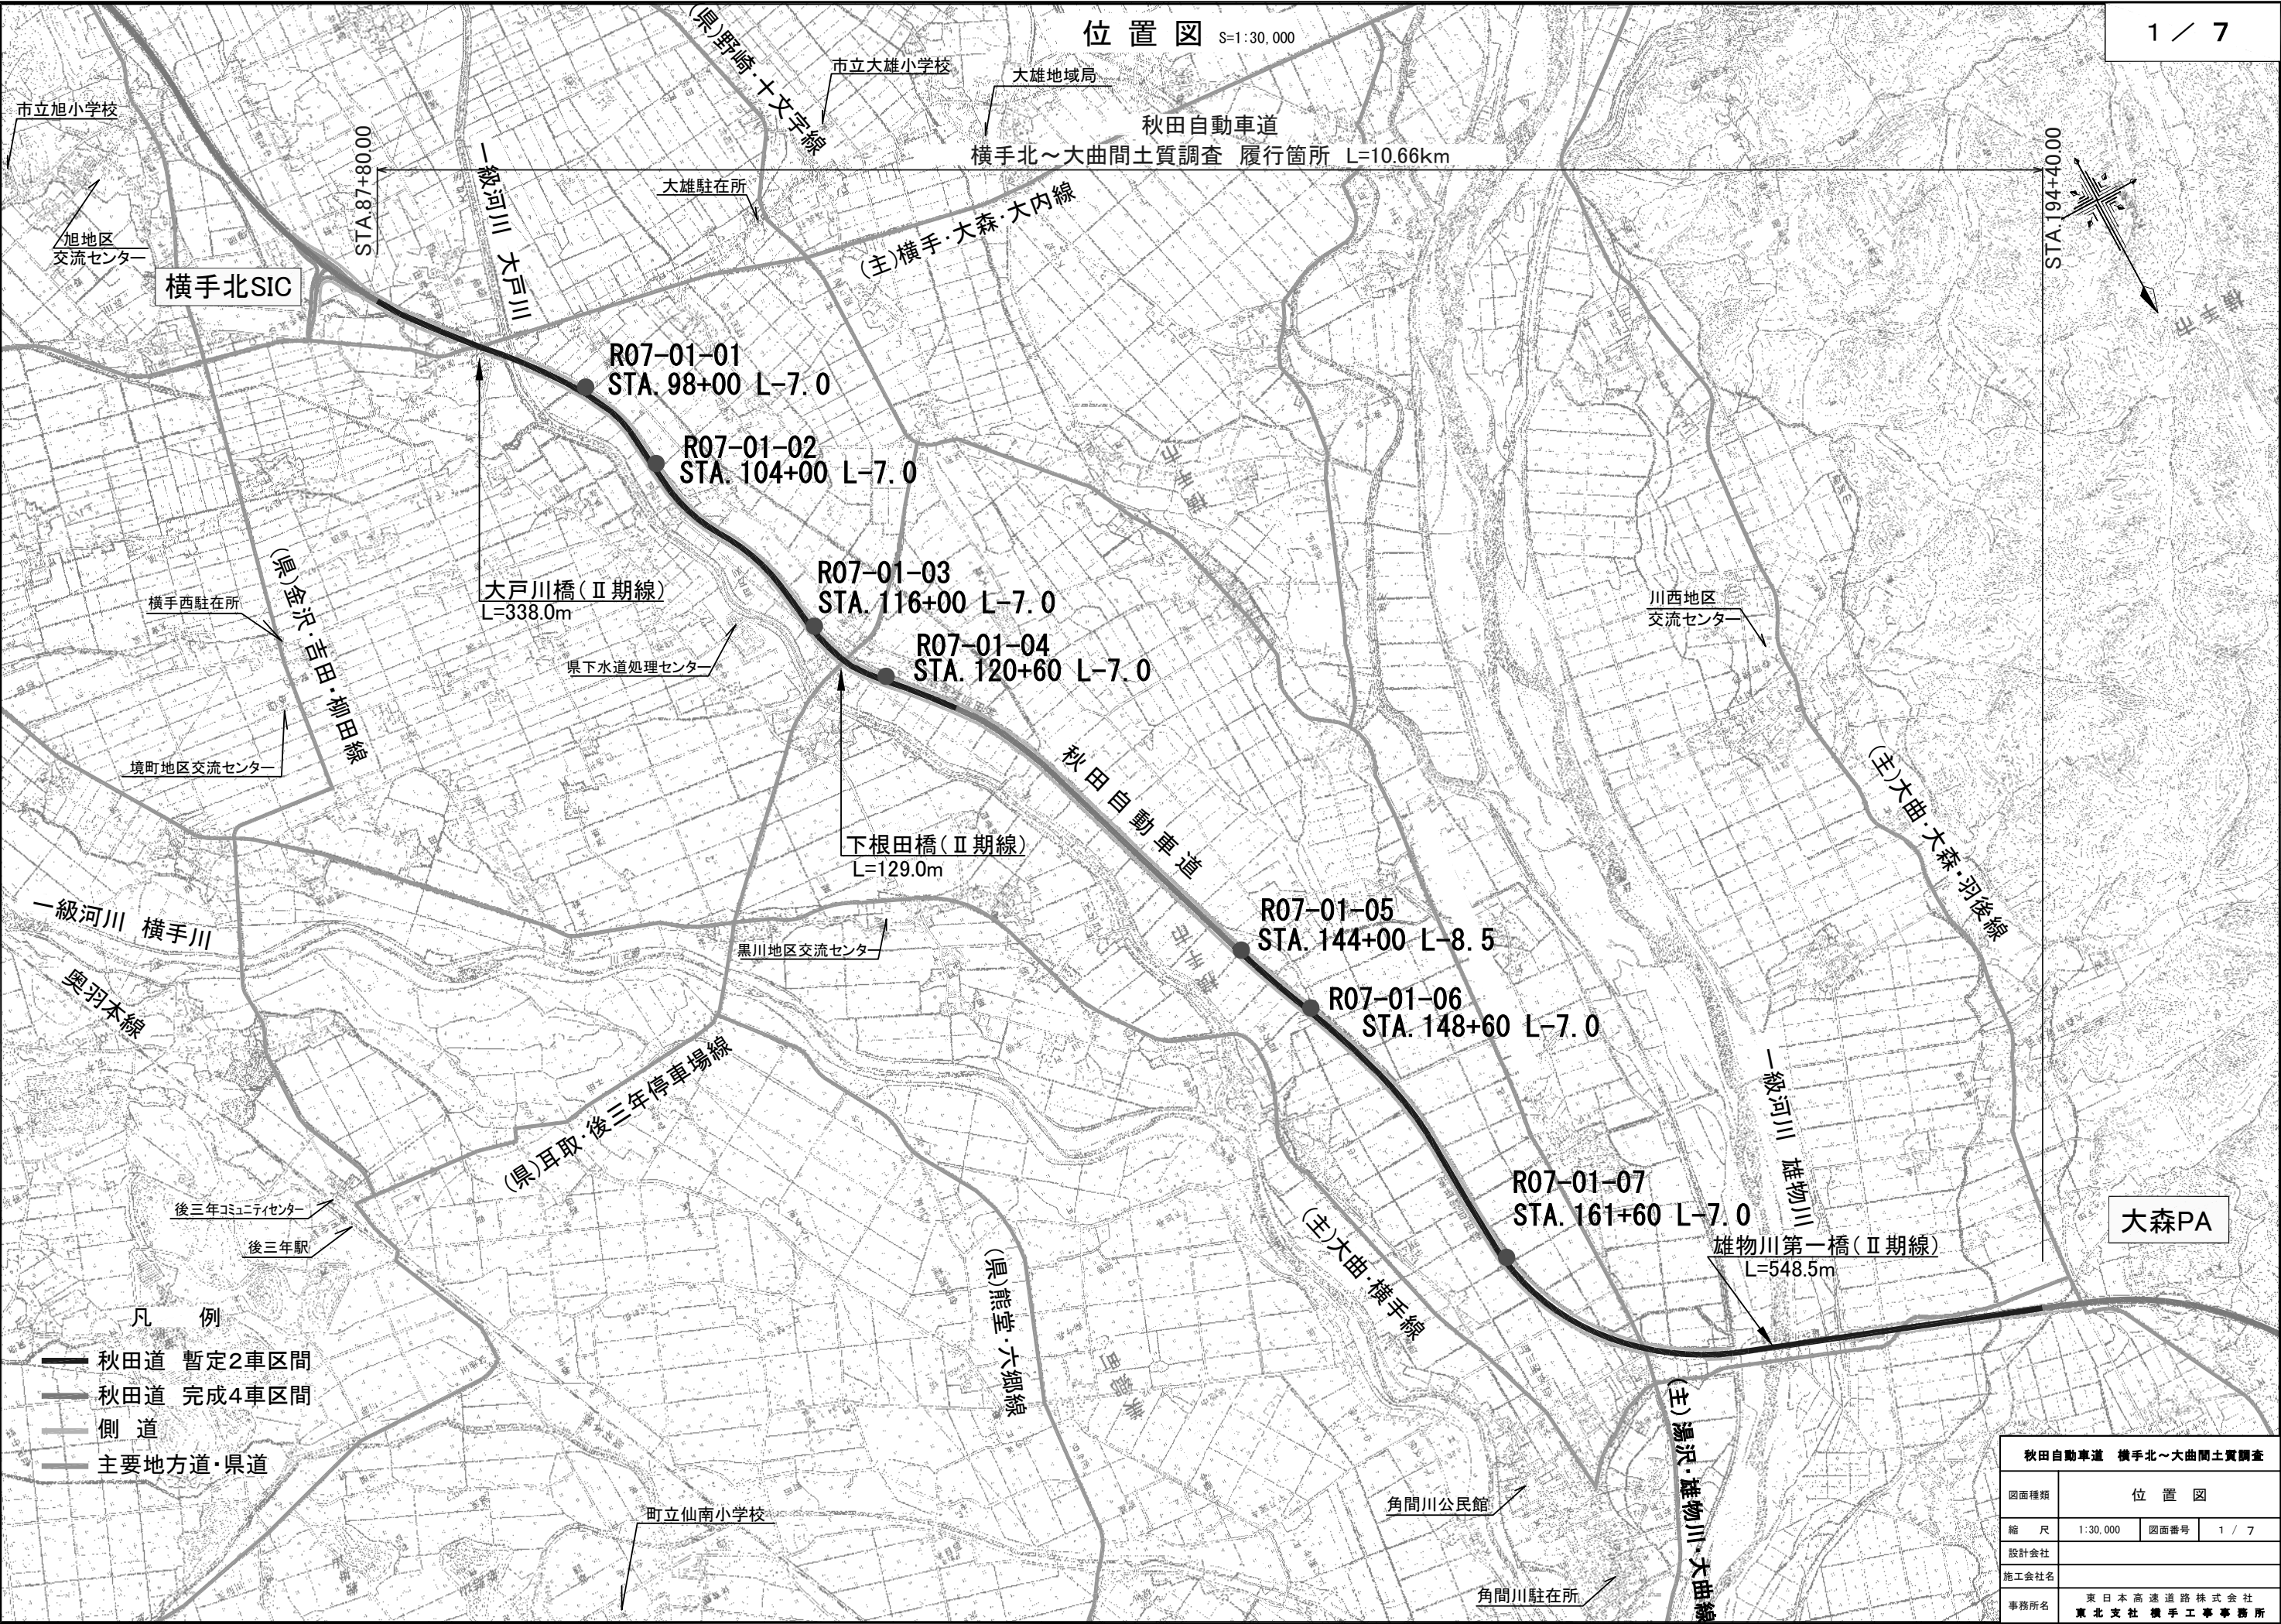 位置図 S=1:30,000
1 / 7
(県)野崎・十文字線
市立大雄小学校
大雄地域局
市立旭小学校
秋田自動車道
横手北～大曲間土質調査 履行箇所 L=10.66km
STA.87+80.00
STA.194+40.00
一級河川 大戸川
大雄駐在所
(主)横手・大森・大内線
旭地区
交流センター
横手北SIC
横手市
R07-01-01
STA.98+00 L-7.0
R07-01-02
STA.104+00 L-7.0
横手市
R07-01-03
STA.116+00 L-7.0
大戸川橋(Ⅱ期線)
L=338.0m
横手西駐在所
(県)金沢・吉田・柳田線
県下水道処理センター
R07-01-04
STA.120+60 L-7.0
川西地区
交流センター
境町地区交流センター
秋田自動車道
(主)大曲・大森・羽後線
下根田橋(Ⅱ期線)
L=129.0m
一級河川 横手川
奥羽本線
黒川地区交流センター
横手市
R07-01-05
STA.144+00 L-8.5
R07-01-06
STA.148+60 L-7.0
(県)耳取・後三年停車場線
一級河川 雄物川
R07-01-07
STA.161+60 L-7.0
大森PA
後三年コミュニティセンター
後三年駅
(主)大曲・横手線
雄物川第一橋(Ⅱ期線)
L=548.5m
(県)熊堂・六郷線
美郷町
凡 例
秋田道 暫定2車区間
秋田道 完成4車区間
側 道
主要地方道・県道
(主)湯沢・雄物川・大曲線
町立仙南小学校
角間川公民館
角間川駐在所
秋田自動車道 横手北～大曲間土質調査
図面種類 位 置 図
縮 尺 1:30,000 図面番号 1 / 7
設計会社
施工会社名
事務所名 東日本高速道路株式会社
東北支社 横手工事事務所